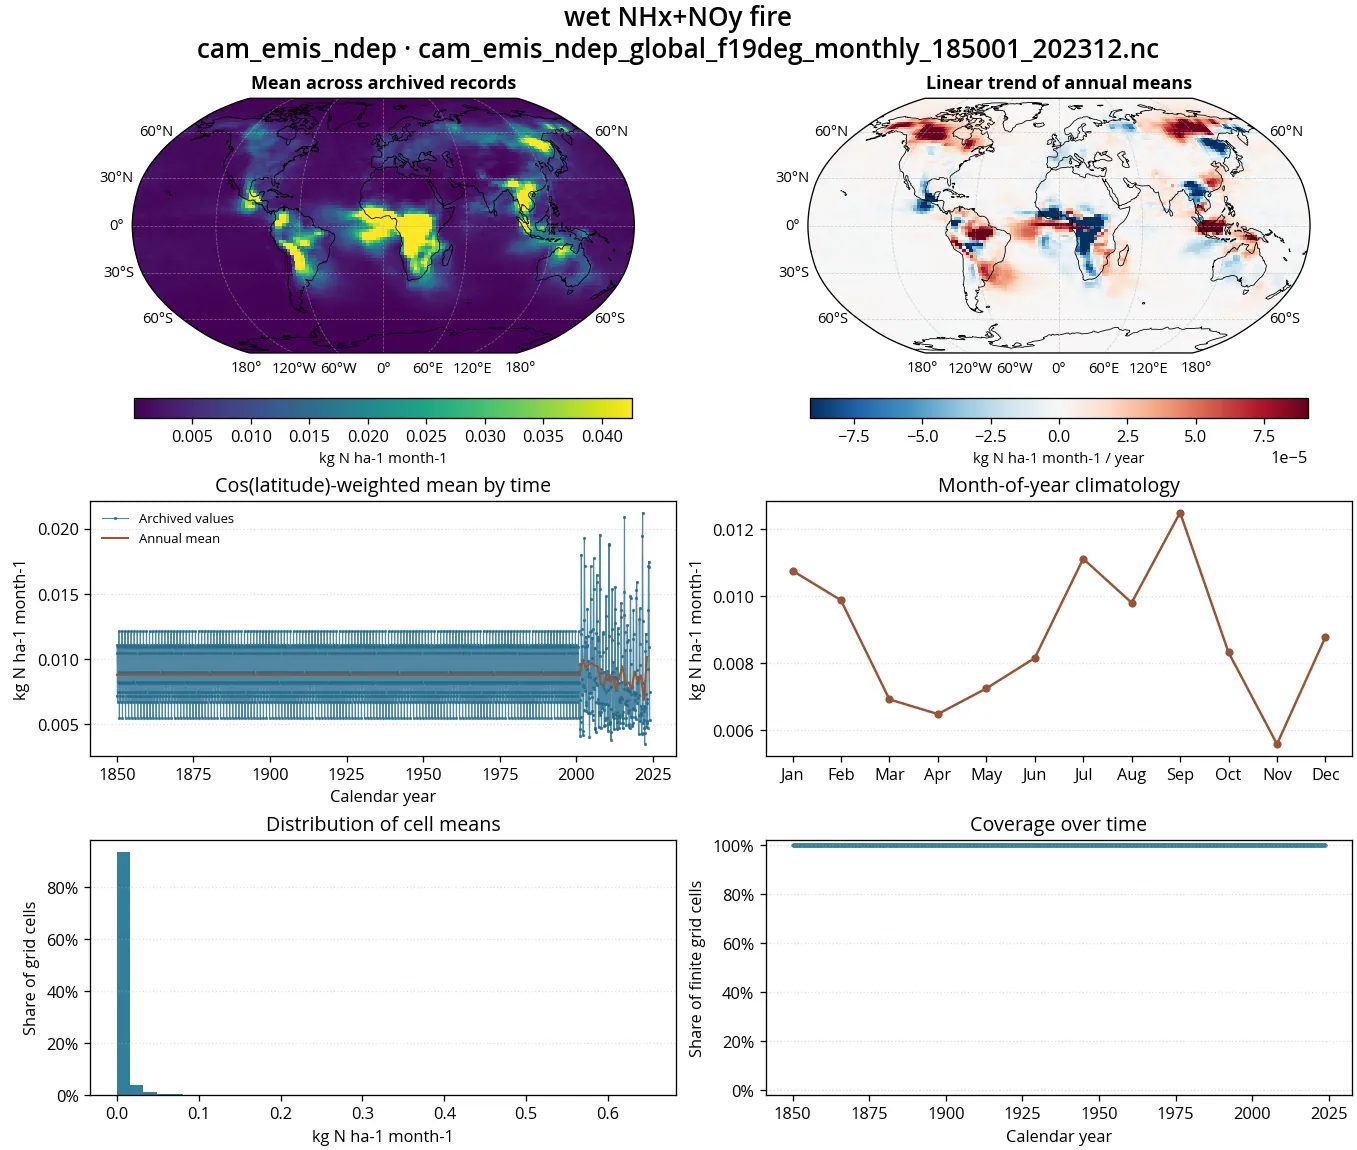 wet NHx+NOy fire
cam_emis_ndep · cam_emis_ndep_global_f19deg_monthly_185001_202312.nc
Mean across archived records
60°N 60°N
30°N
0°
30°S
60°S 60°S
180° 120°W 60°W 0° 60°E 120°E 180°
0.005 0.010 0.015 0.020 0.025 0.030 0.035 0.040
kg N ha-1 month-1
Linear trend of annual means
60°N 60°N
30°N
0°
30°S
60°S 60°S
180° 120°W 60°W 0° 60°E 120°E 180°
−7.5 −5.0 −2.5 0.0 2.5 5.0 7.5
kg N ha-1 month-1 / year
1e−5
Cos(latitude)-weighted mean by time
Archived values
Annual mean
0.020
0.015
0.010
0.005
kg N ha-1 month-1
1850 1875 1900 1925 1950 1975 2000 2025
Calendar year
Month-of-year climatology
0.012
0.010
0.008
0.006
kg N ha-1 month-1
Jan Feb Mar Apr May Jun Jul Aug Sep Oct Nov Dec
Distribution of cell means
80%
60%
40%
20%
0%
Share of grid cells
0.0 0.1 0.2 0.3 0.4 0.5 0.6
kg N ha-1 month-1
Coverage over time
100%
80%
60%
40%
20%
0%
Share of finite grid cells
1850 1875 1900 1925 1950 1975 2000 2025
Calendar year